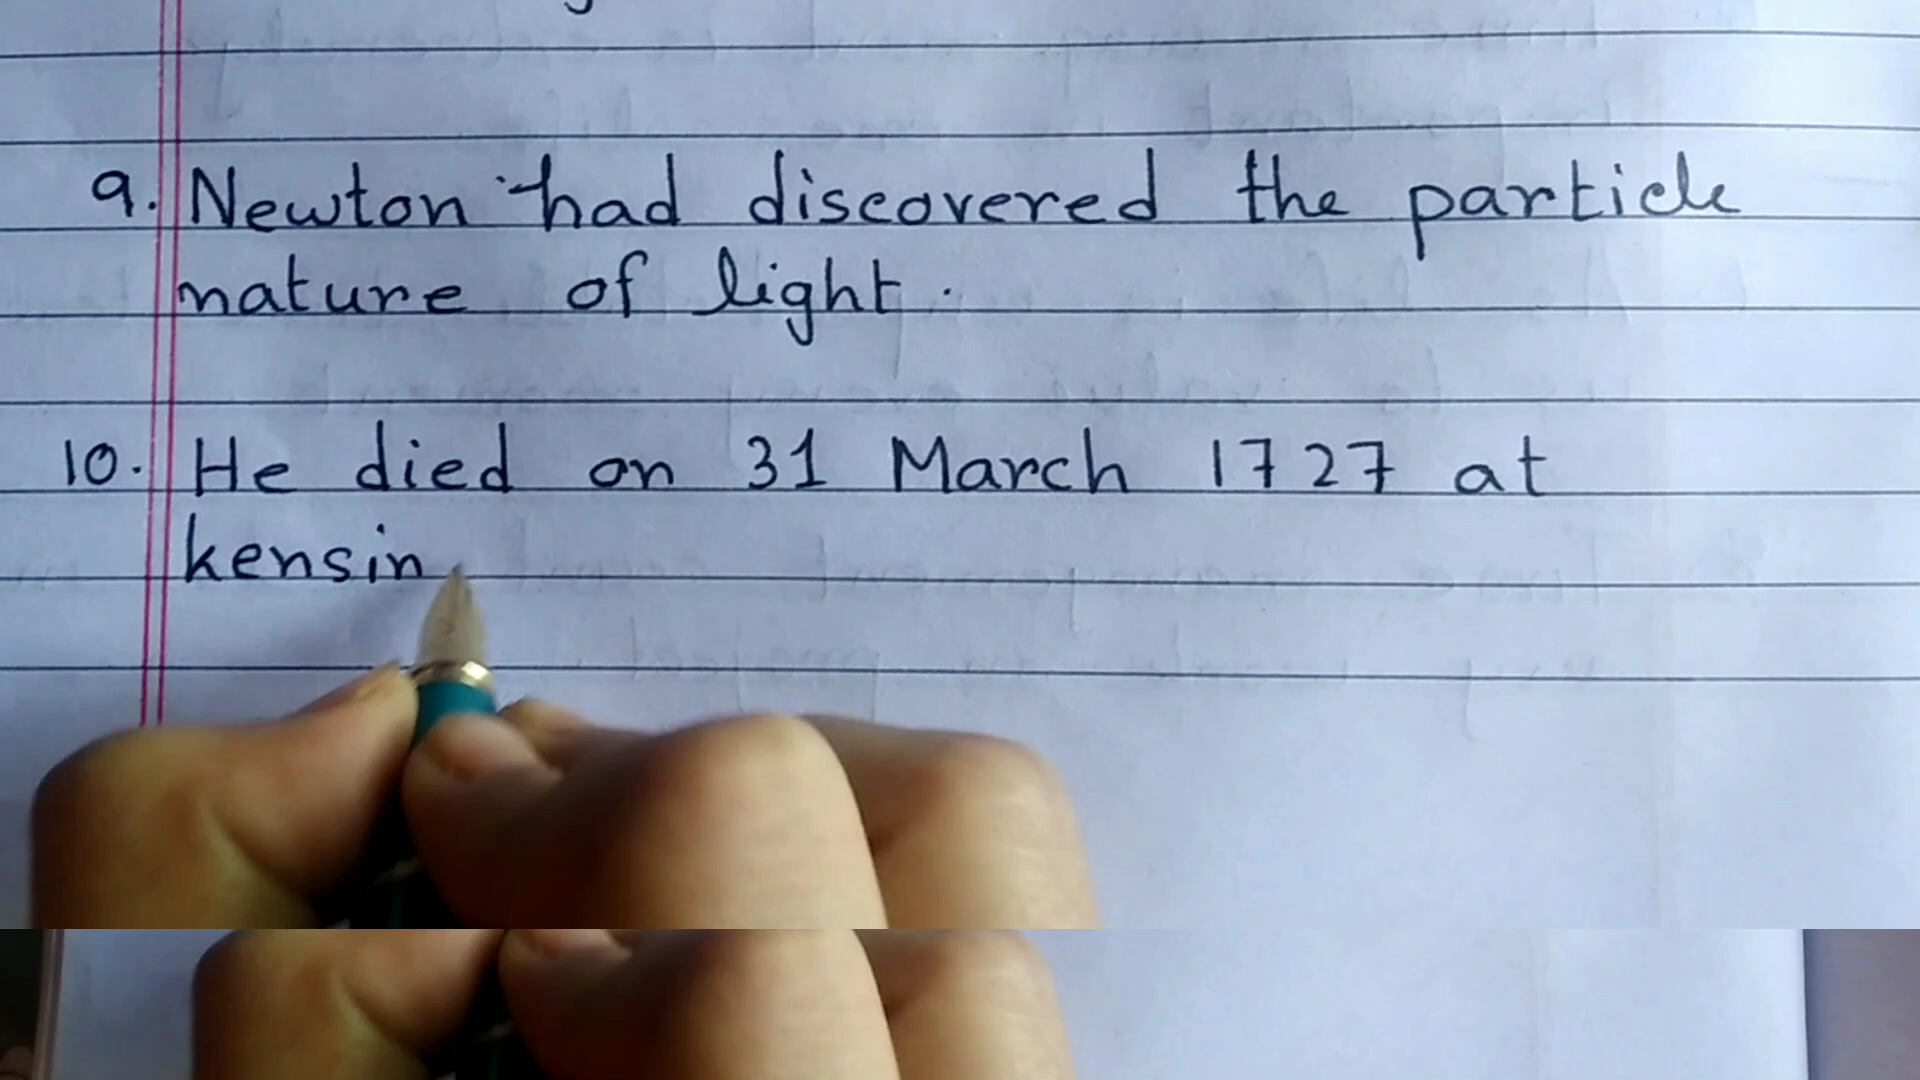 9. Newton had discovered the particle
nature of light.
10. He died on 31 March 1727 at
kensin